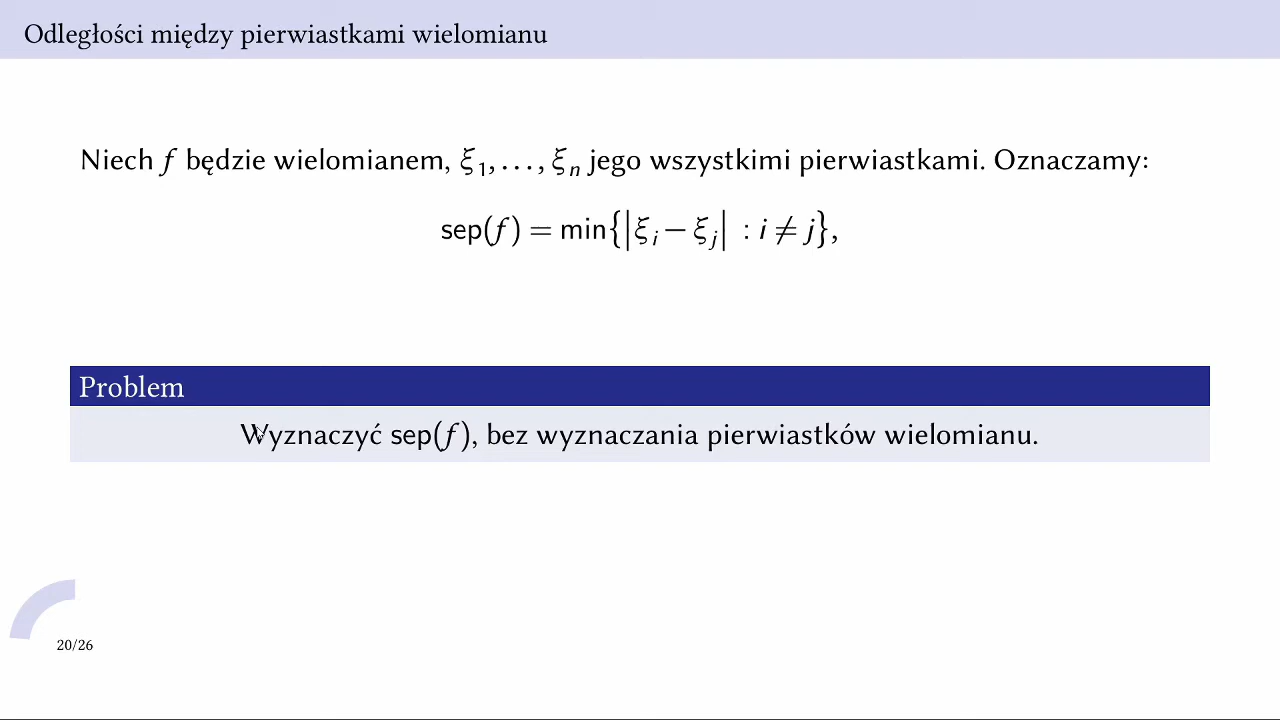 Odległości między pierwiastkami wielomianu
Niech f będzie wielomianem, ξ₁,…, ξₙ jego wszystkimi pierwiastkami. Oznaczamy:
sep(f) = min{|ξᵢ − ξⱼ| : i ≠ j},
Problem
Wyznaczyć sep(f), bez wyznaczania pierwiastków wielomianu.
20/26